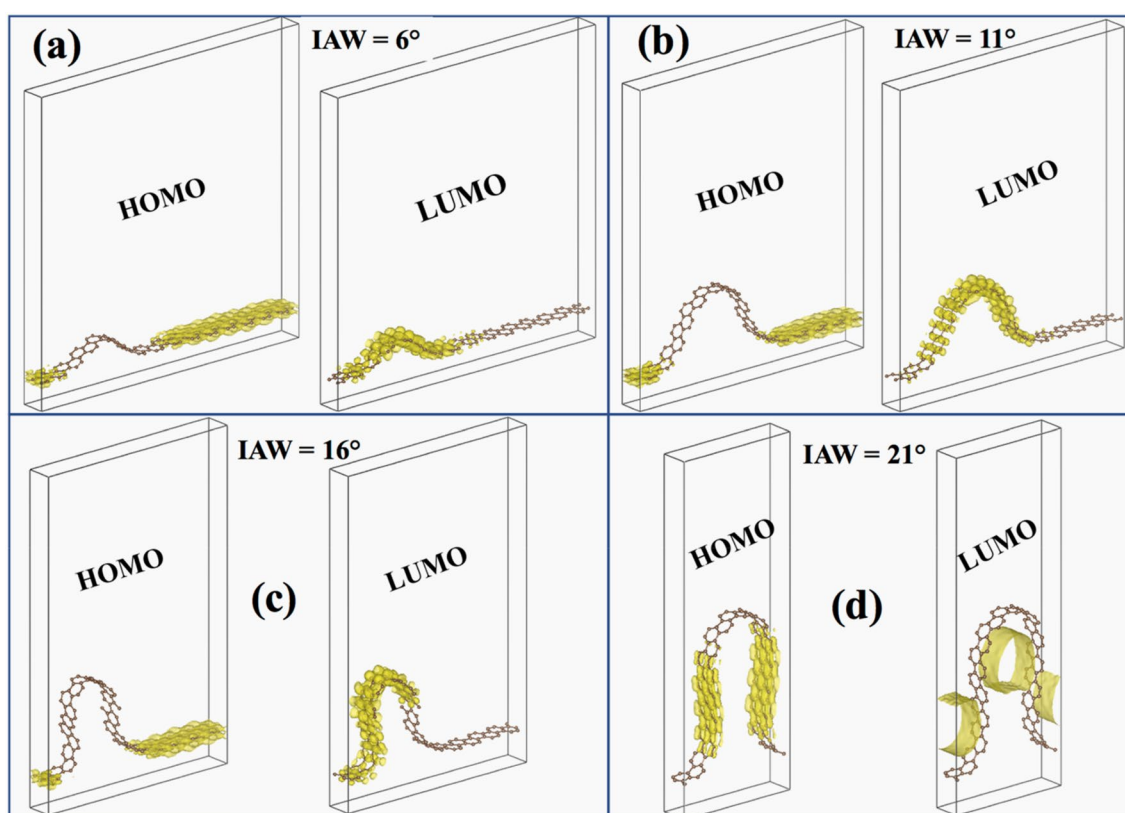 (a)
IAW = 6°
HOMO
LUMO
(b)
IAW = 11°
HOMO
LUMO
IAW = 16°
HOMO
(c)
LUMO
IAW = 21°
HOMO
(d)
LUMO